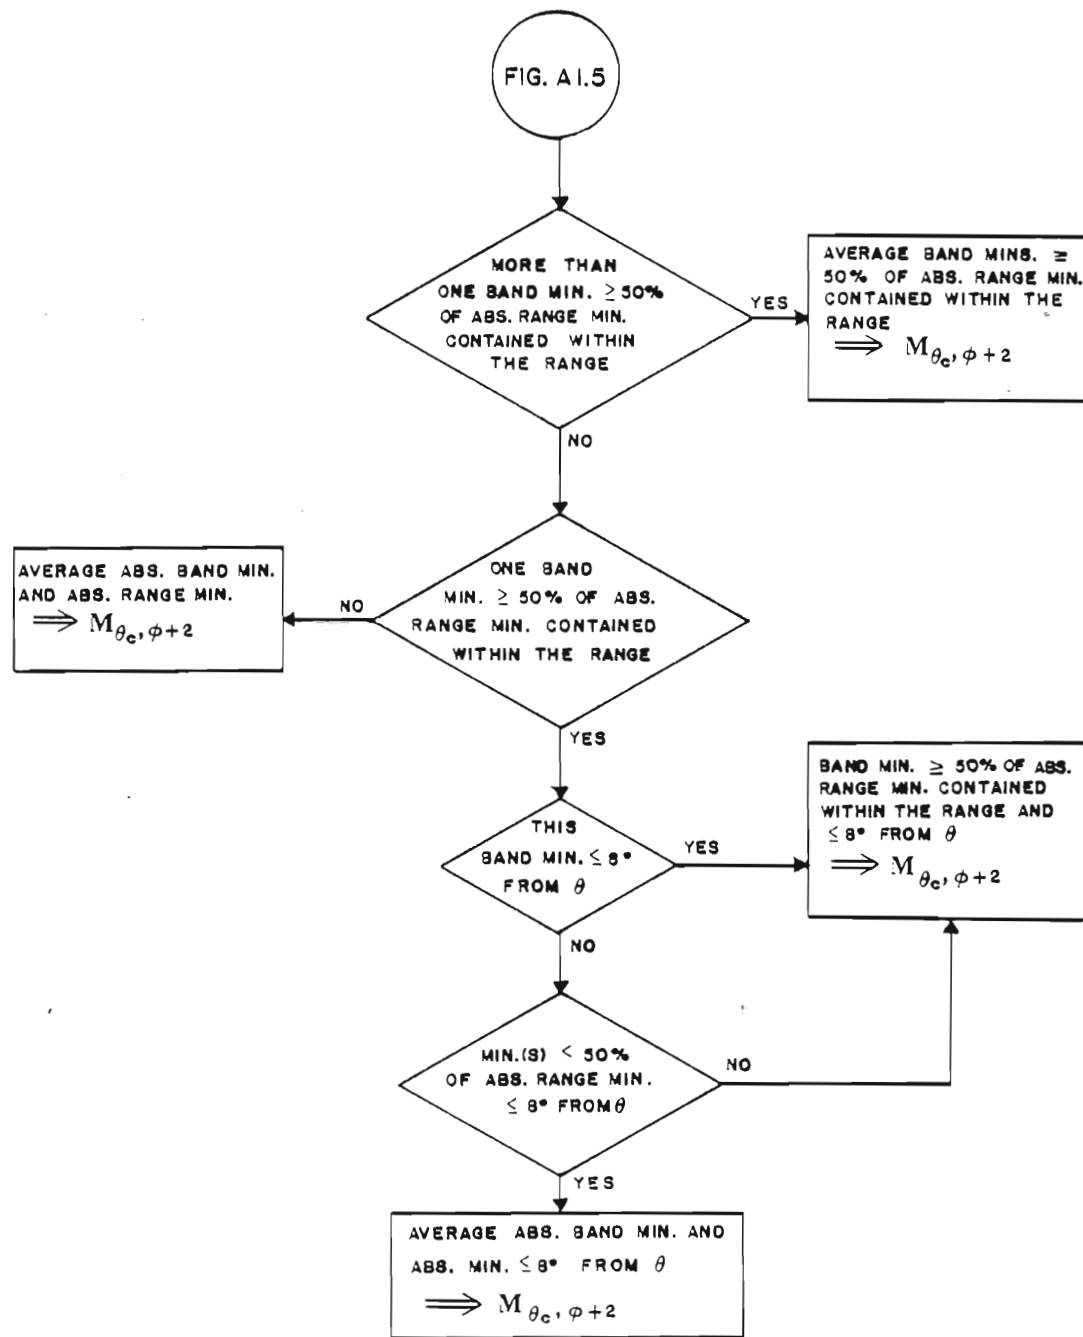 FIG. A1.5
MORE THAN
ONE BAND MIN. ≥ 50%
OF ABS. RANGE MIN.
CONTAINED WITHIN
THE RANGE
YES
AVERAGE BAND MINS. ≥
50% OF ABS. RANGE MIN.
CONTAINED WITHIN THE
RANGE
⟹ M θc, φ+2
NO
ONE BAND
MIN. ≥ 50% OF ABS.
RANGE MIN. CONTAINED
WITHIN THE RANGE
NO
AVERAGE ABS. BAND MIN.
AND ABS. RANGE MIN.
⟹ M θc, φ+2
YES
THIS
BAND MIN. ≤ 8°
FROM θ
YES
BAND MIN. ≥ 50% OF ABS.
RANGE MIN. CONTAINED
WITHIN THE RANGE AND
≤ 8° FROM θ
⟹ M θc, φ+2
NO
MIN.(S) < 50%
OF ABS. RANGE MIN.
≤ 8° FROM θ
NO
YES
AVERAGE ABS. BAND MIN. AND
ABS. MIN. ≤ 8° FROM θ
⟹ M θc, φ+2